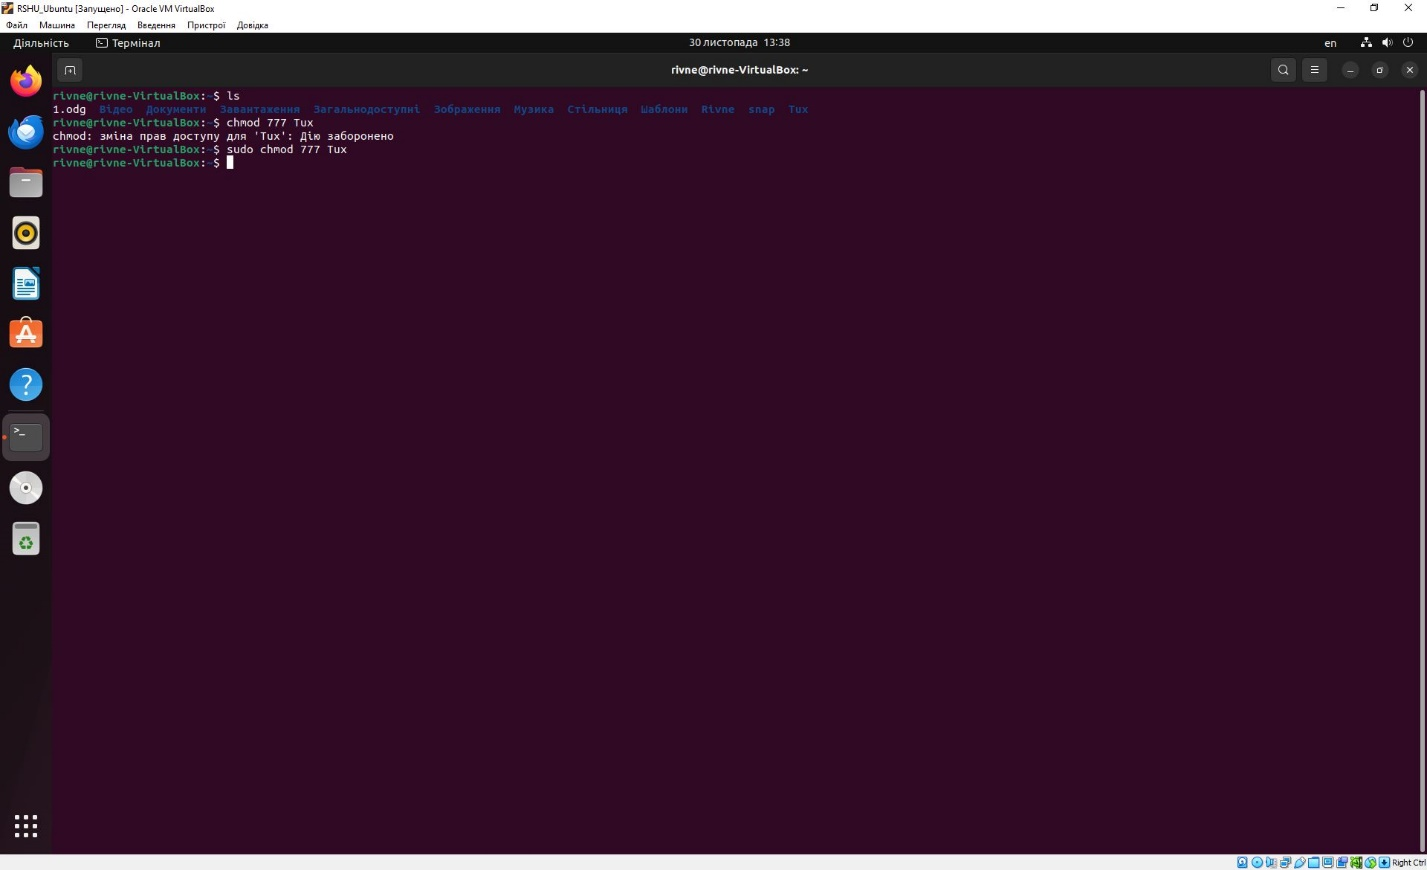 RSHU_Ubuntu [Запущено] - Oracle VM VirtualBox
Файл Машина Перегляд Введення Пристрої Довідка
Діяльність Термінал 30 листопада 13:38 en
rivne@rivne-VirtualBox: ~
rivne@rivne-VirtualBox:~$ ls
1.odg Відео Документи Завантаження Загальнодоступні Зображення Музика Стільниця Шаблони Rivne snap Tux
rivne@rivne-VirtualBox:~$ chmod 777 Tux
chmod: зміна прав доступу для 'Tux': Дію заборонено
rivne@rivne-VirtualBox:~$ sudo chmod 777 Tux
rivne@rivne-VirtualBox:~$
Right Ctrl